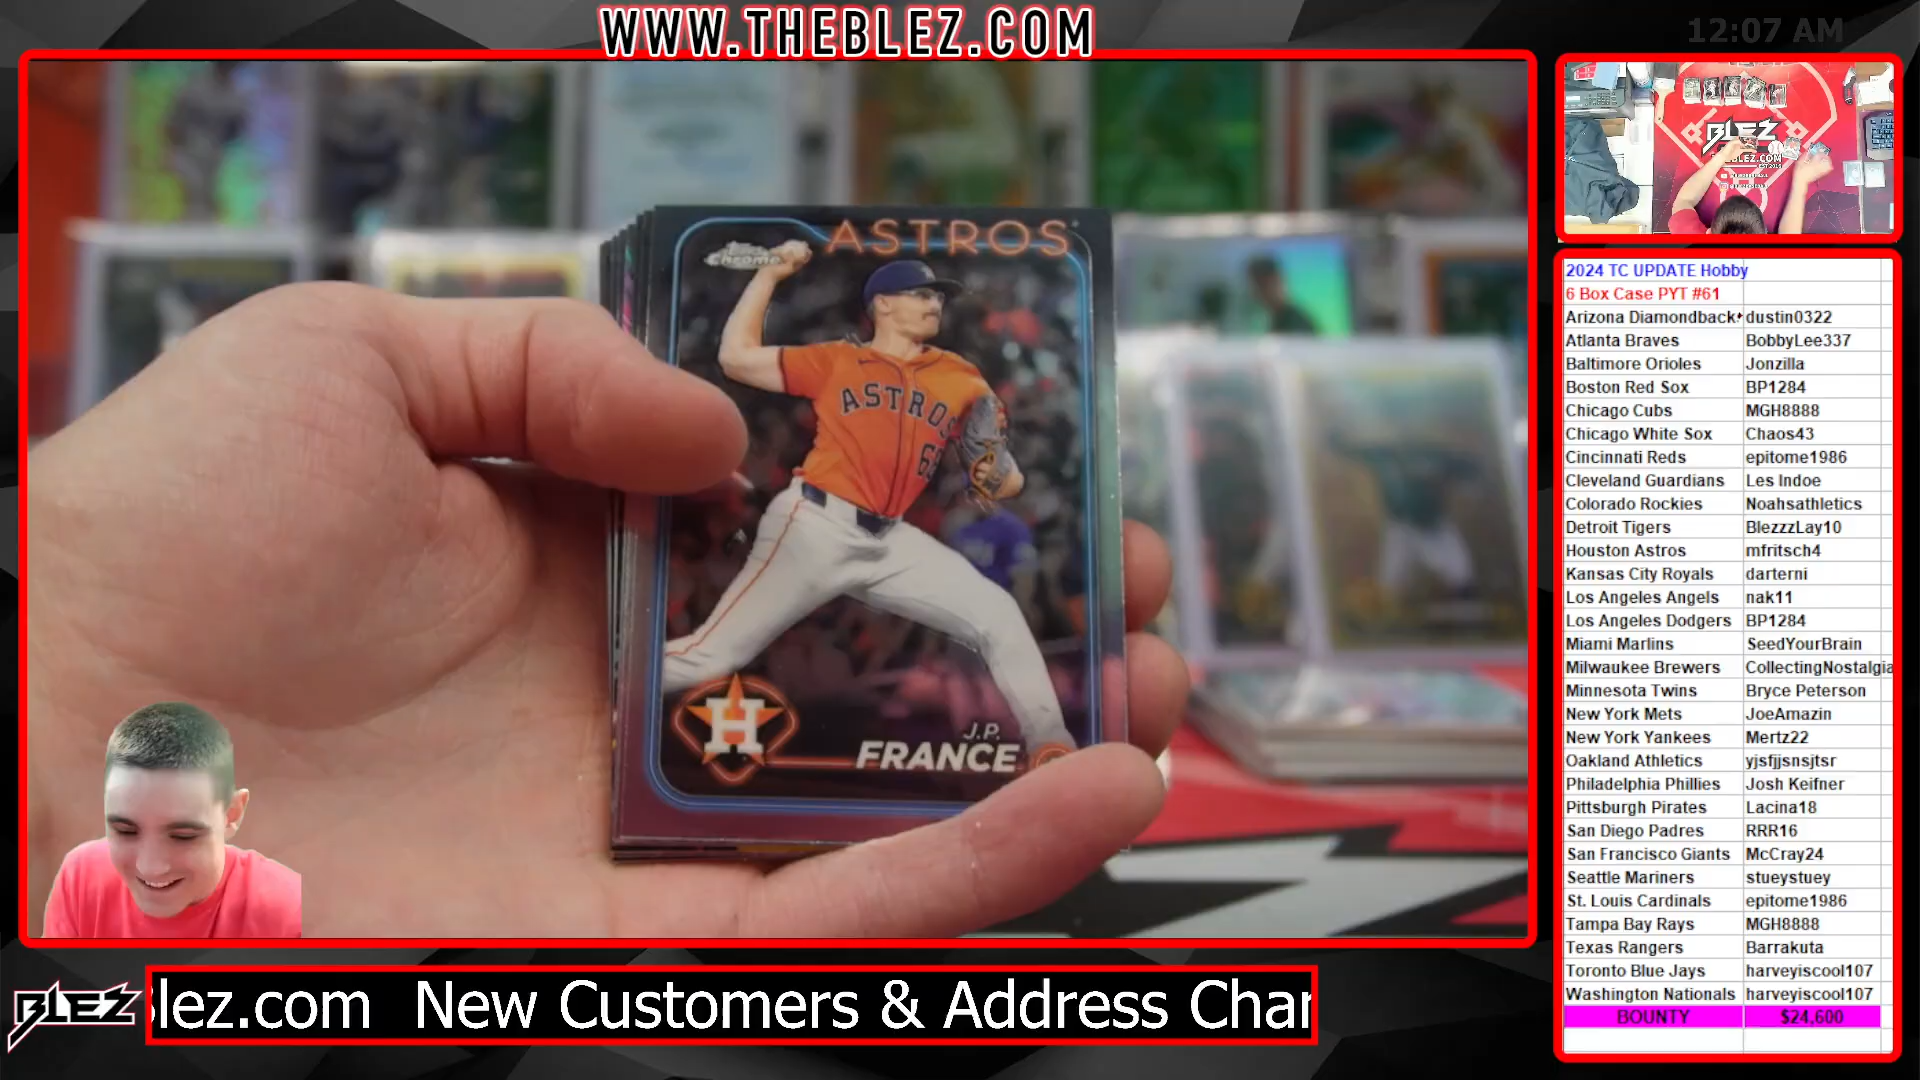 WWW.THEBLEZ.COM
12:07 AM
ASTROS
Topps
Chrome
ASTROS
J.P.
FRANCE
H
BLEZ
2024 TC UPDATE Hobby
6 Box Case PYT #61
Arizona Diamondback dustin0322
Atlanta Braves BobbyLee337
Baltimore Orioles Jonzilla
Boston Red Sox BP1284
Chicago Cubs MGH8888
Chicago White Sox Chaos43
Cincinnati Reds epitome1986
Cleveland Guardians Les Indoe
Colorado Rockies Noahsathletics
Detroit Tigers BlezzzLay10
Houston Astros mfritsch4
Kansas City Royals darterni
Los Angeles Angels nak11
Los Angeles Dodgers BP1284
Miami Marlins SeedYourBrain
Milwaukee Brewers CollectingNostalgia
Minnesota Twins Bryce Peterson
New York Mets JoeAmazin
New York Yankees Mertz22
Oakland Athletics yjsfjjsnsjtsr
Philadelphia Phillies Josh Keifner
Pittsburgh Pirates Lacina18
San Diego Padres RRR16
San Francisco Giants McCray24
Seattle Mariners stueystuey
St. Louis Cardinals epitome1986
Tampa Bay Rays MGH8888
Texas Rangers Barrakuta
Toronto Blue Jays harveyiscool107
Washington Nationals harveyiscool107
BOUNTY $24,600
BLEZ
lez.com New Customers & Address Char